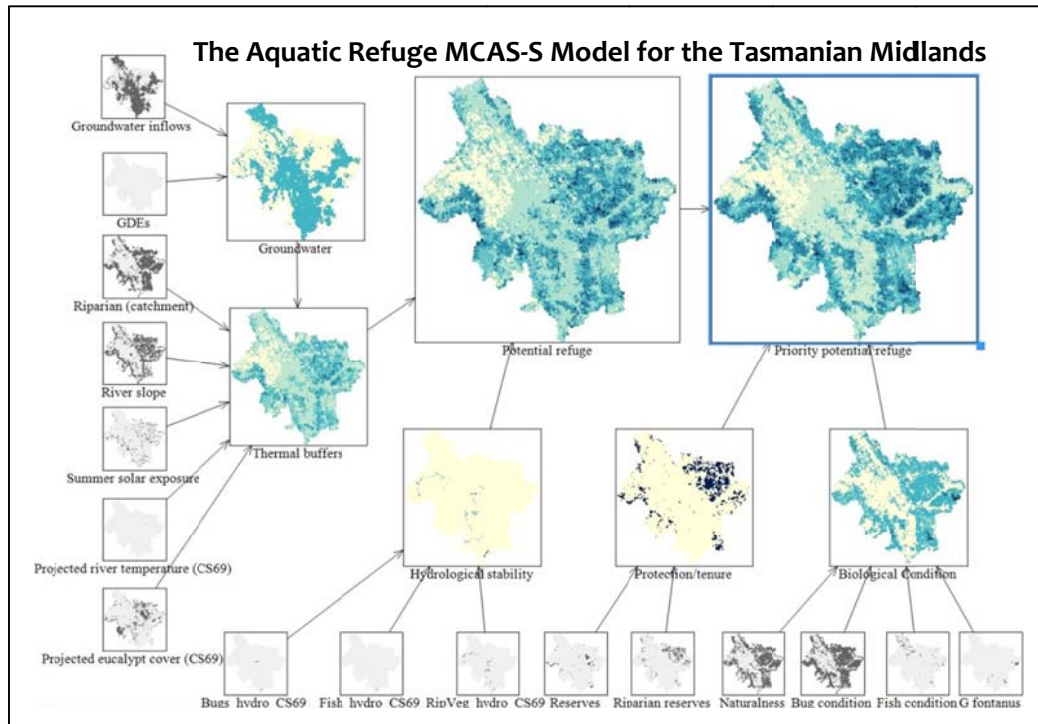 The Aquatic Refuge MCAS-S Model for the Tasmanian Midlands
Groundwater inflows
GDEs
Groundwater
Riparian (catchment)
River slope
Potential refuge
Priority potential refuge
Summer solar exposure
Thermal buffers
Projected river temperature (CS69)
Hydrological stability
Protection/tenure
Biological Condition
Projected eucalypt cover (CS69)
Bugs_hydro_CS69
Fish_hydro_CS69
RipVeg_hydro_CS69
Reserves
Riparian reserves
Naturalness
Bug condition
Fish condition
G fontanus